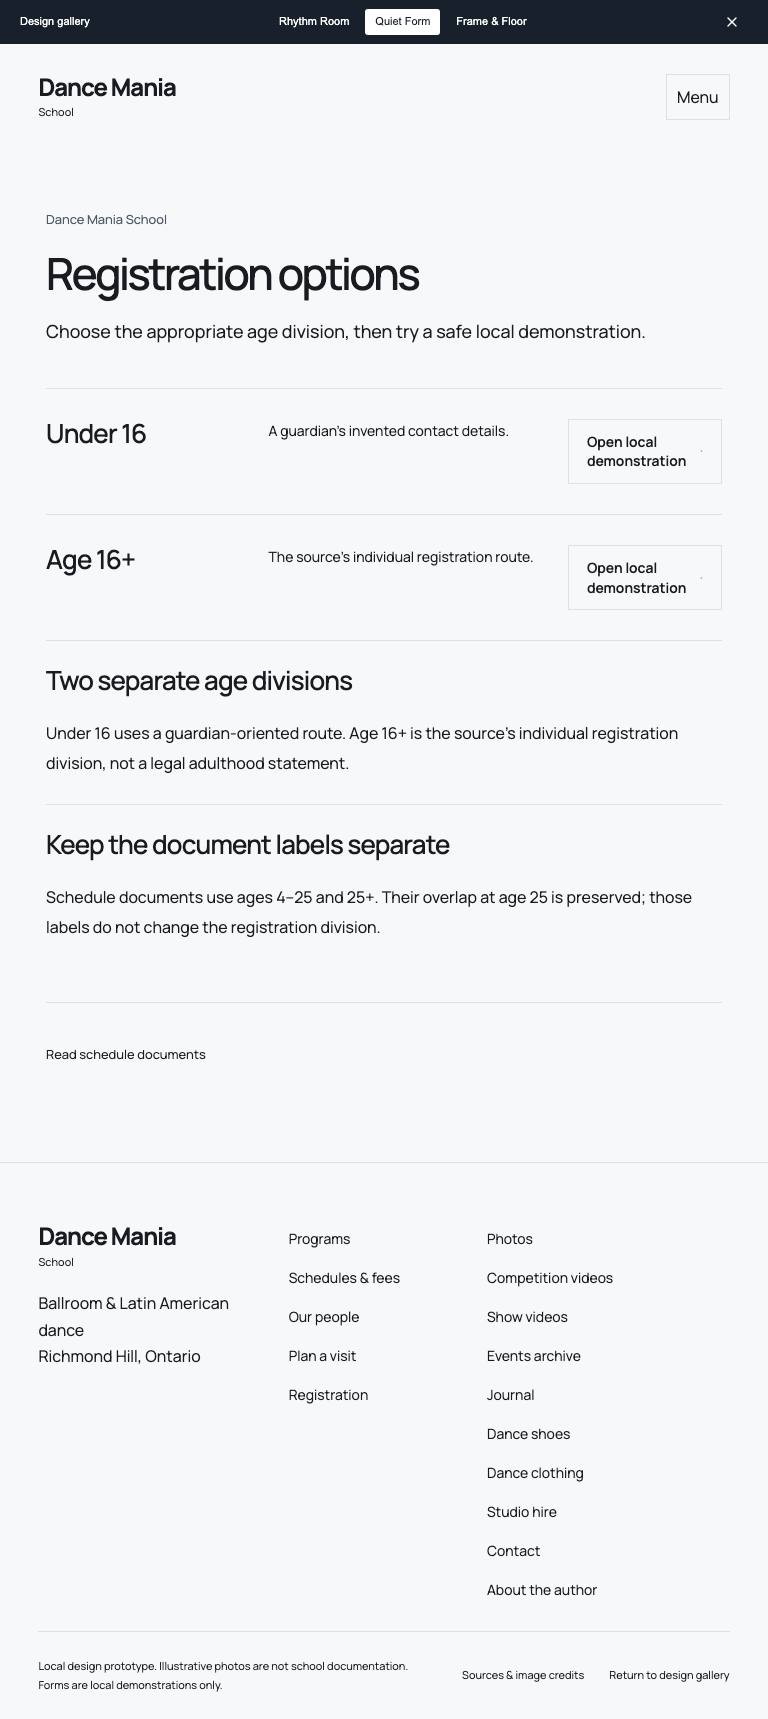 Design gallery
Rhythm Room
Quiet Form
Frame & Floor
Dance Mania
School
Menu
Dance Mania School
Registration options
Choose the appropriate age division, then try a safe local demonstration.
Under 16
A guardian's invented contact details.
Open local
demonstration
Age 16+
The source's individual registration route.
Open local
demonstration
Two separate age divisions
Under 16 uses a guardian-oriented route. Age 16+ is the source's individual registration
division, not a legal adulthood statement.
Keep the document labels separate
Schedule documents use ages 4–25 and 25+. Their overlap at age 25 is preserved; those
labels do not change the registration division.
Read schedule documents
Dance Mania
School
Ballroom & Latin American
dance
Richmond Hill, Ontario
Programs
Schedules & fees
Our people
Plan a visit
Registration
Photos
Competition videos
Show videos
Events archive
Journal
Dance shoes
Dance clothing
Studio hire
Contact
About the author
Local design prototype. Illustrative photos are not school documentation.
Forms are local demonstrations only.
Sources & image credits
Return to design gallery